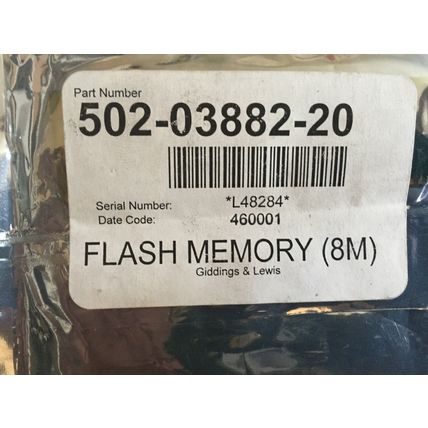 Part Number
502-03882-20
Serial Number: *L48284*
Date Code: 460001
FLASH MEMORY (8M)
Giddings & Lewis